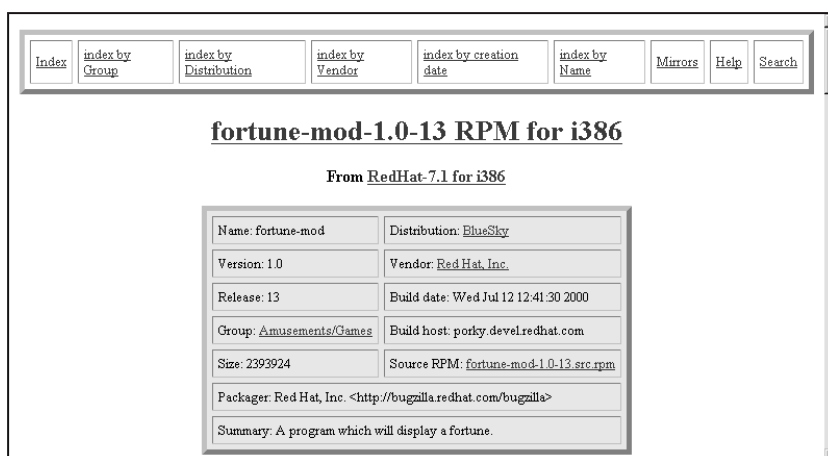 Index
index by Group
index by Distribution
index by Vendor
index by creation date
index by Name
Mirrors
Help
Search
fortune-mod-1.0-13 RPM for i386
From RedHat-7.1 for i386
Name: fortune-mod
Distribution: BlueSky
Version: 1.0
Vendor: Red Hat, Inc.
Release: 13
Build date: Wed Jul 12 12:41:30 2000
Group: Amusements/Games
Build host: porky.devel.redhat.com
Size: 2393924
Source RPM: fortune-mod-1.0-13.src.rpm
Packager: Red Hat, Inc. <http://bugzilla.redhat.com/bugzilla>
Summary: A program which will display a fortune.